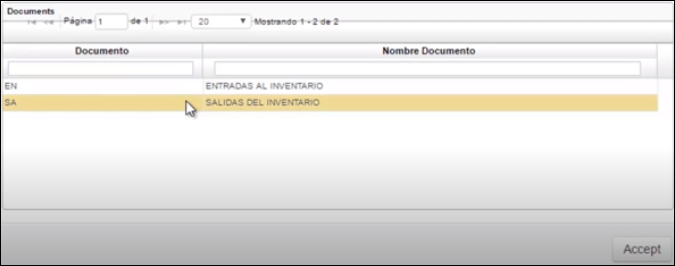 Documents
Página 1 de 1 20 Mostrando 1 - 2 de 2
Documento Nombre Documento
EN ENTRADAS AL INVENTARIO
SA SALIDAS DEL INVENTARIO
Accept